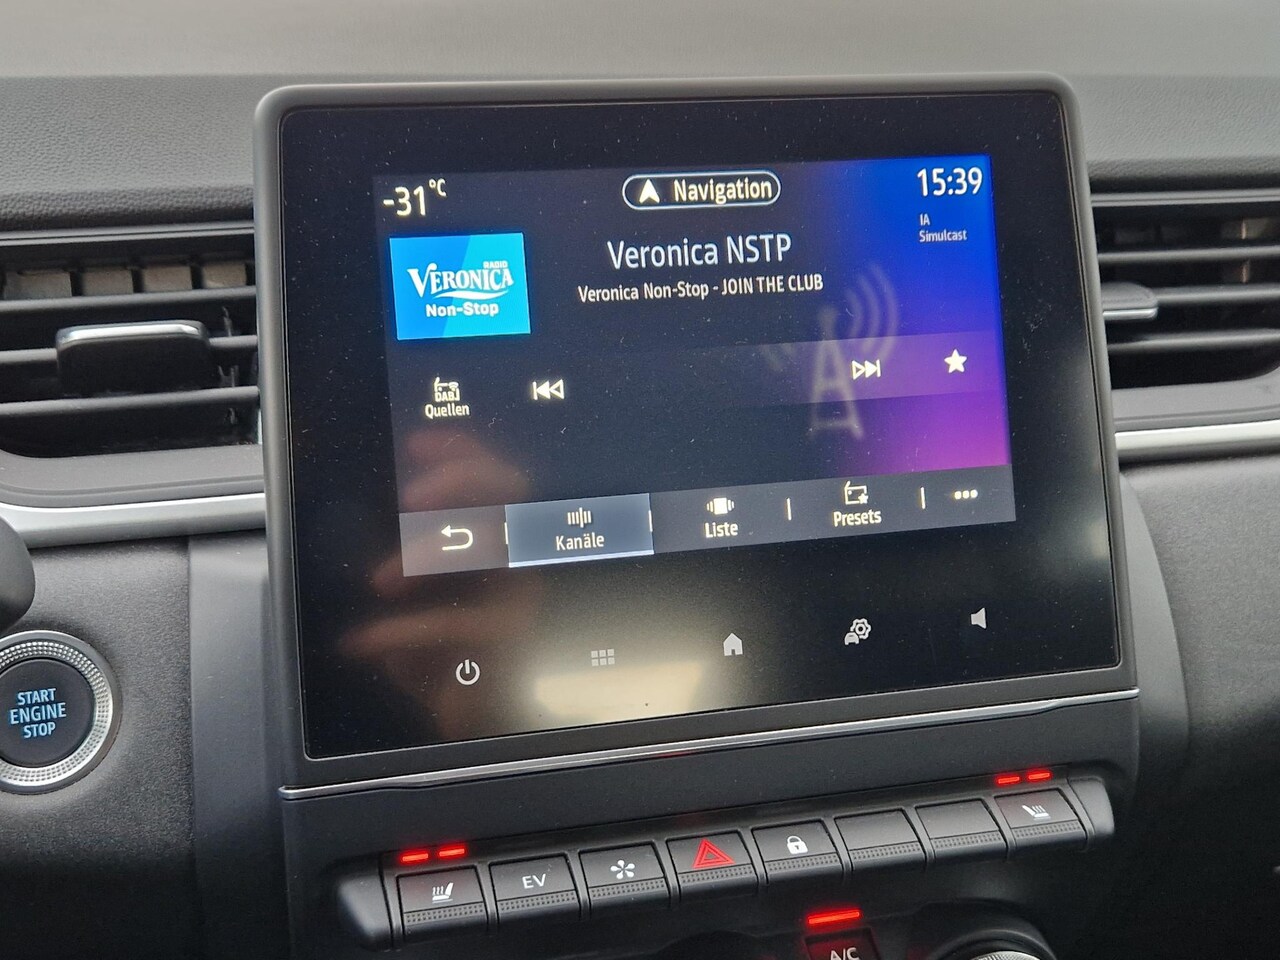 -31°C
Navigation
15:39
IA
Simulcast
RADIO
VERONICA
Non-Stop
Veronica NSTP
Veronica Non-Stop - JOIN THE CLUB
DAB
Quellen
Kanäle
Liste
Presets
START
ENGINE
STOP
EV
A/C